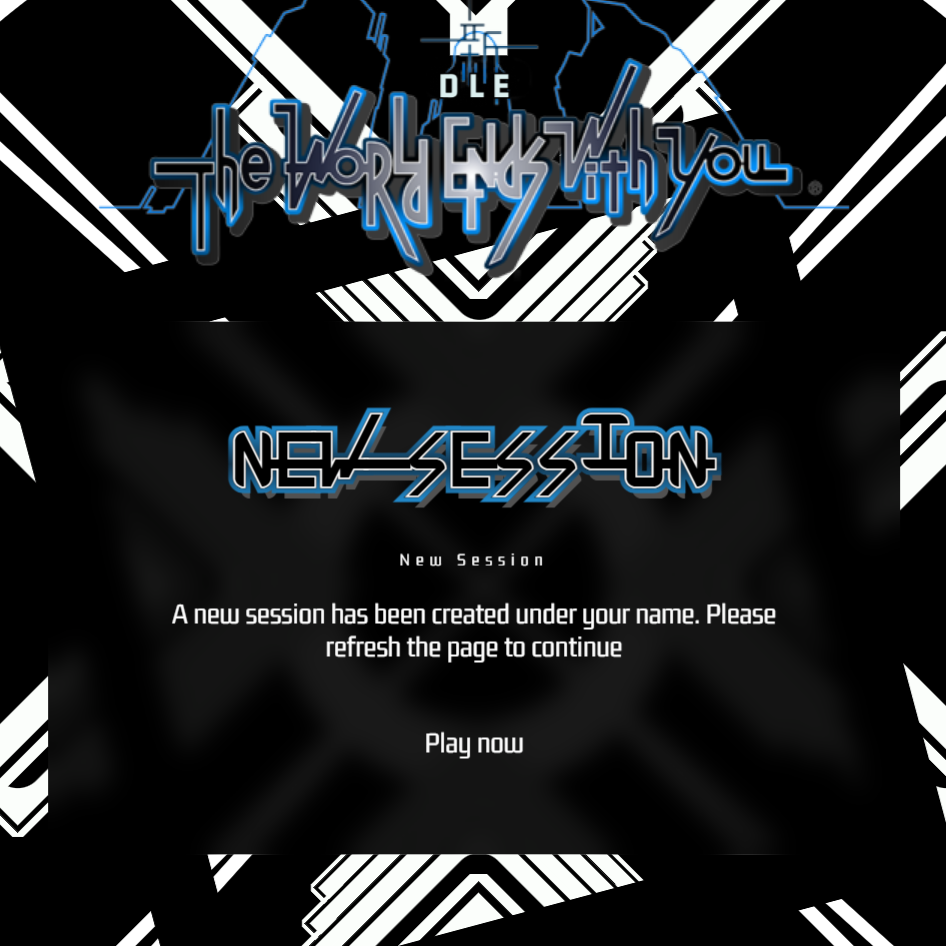 DLE
The World Ends With You ®
NEW SESSION
New Session
A new session has been created under your name. Please
refresh the page to continue
Play now